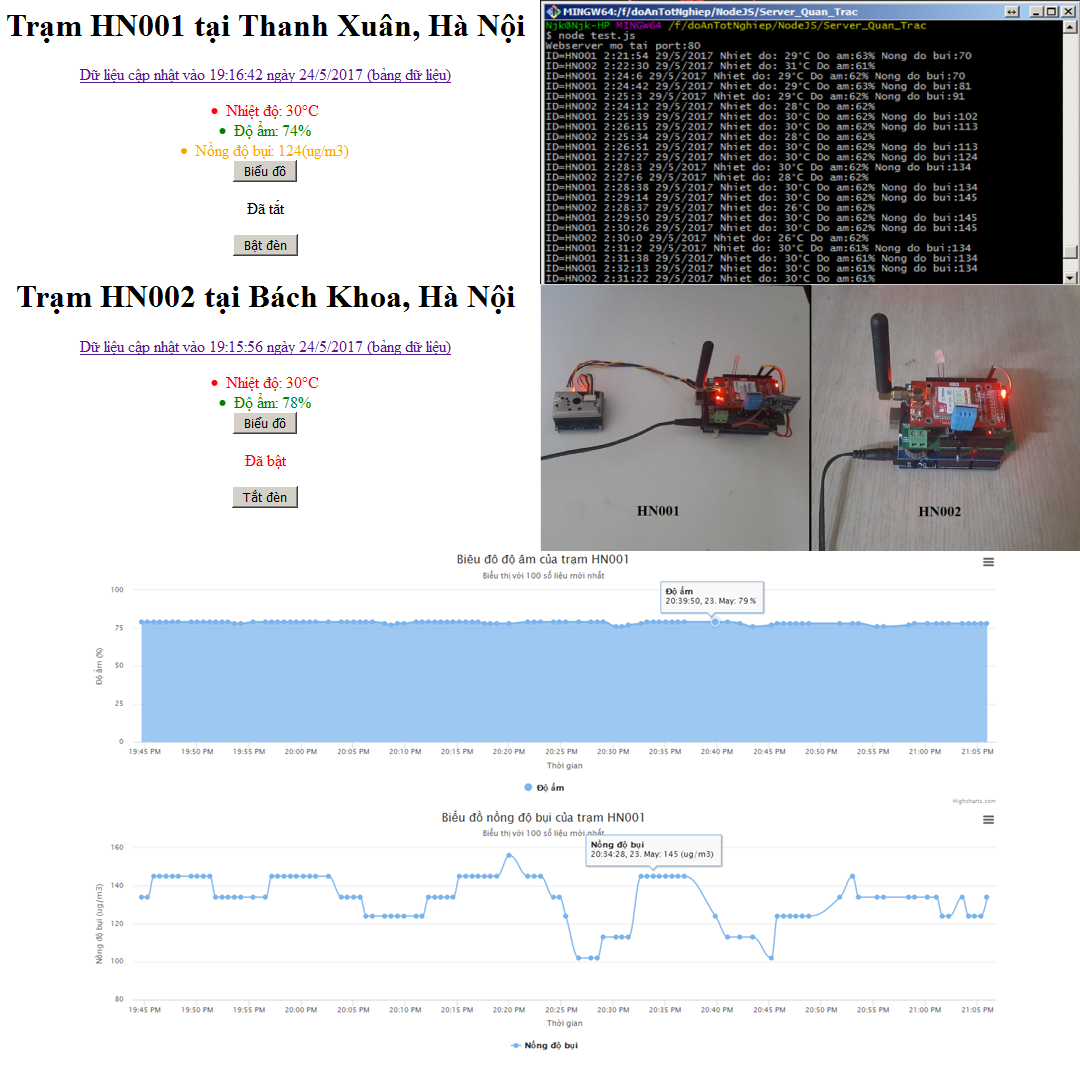 Trạm HN001 tại Thanh Xuân, Hà Nội
Dữ liệu cập nhật vào 19:16:42 ngày 24/5/2017 (bảng dữ liệu)
Nhiệt độ: 30°C
Độ ẩm: 74%
Nồng độ bụi: 124(ug/m3)
Biểu đồ
Đã tắt
Bật đèn
Trạm HN002 tại Bách Khoa, Hà Nội
Dữ liệu cập nhật vào 19:15:56 ngày 24/5/2017 (bảng dữ liệu)
Nhiệt độ: 30°C
Độ ẩm: 78%
Biểu đồ
Đã bật
Tắt đèn
MINGW64:/f/doAnTotNghiep/NodeJS/Server_Quan_Trac
Njk@Njk-HP MINGW64 /f/doAnTotNghiep/NodeJS/Server_Quan_Trac
$ node test.js
Webserver mo tai port:80
ID=HN001 2:21:54 29/5/2017 Nhiet do: 29°C Do am:63% Nong do bui:70
ID=HN002 2:22:30 29/5/2017 Nhiet do: 31°C Do am:61%
ID=HN001 2:24:6 29/5/2017 Nhiet do: 29°C Do am:62% Nong do bui:70
ID=HN001 2:24:42 29/5/2017 Nhiet do: 29°C Do am:63% Nong do bui:81
ID=HN001 2:25:3 29/5/2017 Nhiet do: 29°C Do am:62% Nong do bui:91
ID=HN002 2:24:12 29/5/2017 Nhiet do: 28°C Do am:62%
ID=HN001 2:25:39 29/5/2017 Nhiet do: 30°C Do am:62% Nong do bui:102
ID=HN001 2:26:15 29/5/2017 Nhiet do: 30°C Do am:62% Nong do bui:113
ID=HN002 2:25:34 29/5/2017 Nhiet do: 28°C Do am:62%
ID=HN001 2:26:51 29/5/2017 Nhiet do: 30°C Do am:62% Nong do bui:113
ID=HN001 2:27:27 29/5/2017 Nhiet do: 30°C Do am:62% Nong do bui:124
ID=HN001 2:28:3 29/5/2017 Nhiet do: 30°C Do am:62% Nong do bui:134
ID=HN002 2:27:6 29/5/2017 Nhiet do: 28°C Do am:62%
ID=HN001 2:28:38 29/5/2017 Nhiet do: 30°C Do am:62% Nong do bui:134
ID=HN001 2:29:14 29/5/2017 Nhiet do: 30°C Do am:62% Nong do bui:145
ID=HN002 2:28:37 29/5/2017 Nhiet do: 26°C Do am:62%
ID=HN001 2:29:50 29/5/2017 Nhiet do: 30°C Do am:62% Nong do bui:145
ID=HN001 2:30:26 29/5/2017 Nhiet do: 30°C Do am:62% Nong do bui:145
ID=HN002 2:30:0 29/5/2017 Nhiet do: 26°C Do am:62%
ID=HN001 2:31:2 29/5/2017 Nhiet do: 30°C Do am:61% Nong do bui:134
ID=HN001 2:31:38 29/5/2017 Nhiet do: 30°C Do am:61% Nong do bui:134
ID=HN001 2:32:13 29/5/2017 Nhiet do: 30°C Do am:61% Nong do bui:134
ID=HN002 2:31:22 29/5/2017 Nhiet do: 30°C Do am:61%
HN001
HN002
Biểu đồ độ ẩm của trạm HN001
Biểu thị với 100 số liệu mới nhất
Độ ẩm
20:39:50, 23. May: 79 %
100
75
50
25
0
Độ ẩm (%)
19:45 PM 19:50 PM 19:55 PM 20:00 PM 20:05 PM 20:10 PM 20:15 PM 20:20 PM 20:25 PM 20:30 PM 20:35 PM 20:40 PM 20:45 PM 20:50 PM 20:55 PM 21:00 PM 21:05 PM
Thời gian
Độ ẩm
Highcharts.com
Biểu đồ nồng độ bụi của trạm HN001
Biểu thị với 100 số liệu mới nhất
Nồng độ bụi
20:34:28, 23. May: 145 (ug/m3)
160
140
120
100
80
Nồng độ bụi (ug/m3)
19:45 PM 19:50 PM 19:55 PM 20:00 PM 20:05 PM 20:10 PM 20:15 PM 20:20 PM 20:25 PM 20:30 PM 20:35 PM 20:40 PM 20:45 PM 20:50 PM 20:55 PM 21:00 PM 21:05 PM
Thời gian
Nồng độ bụi